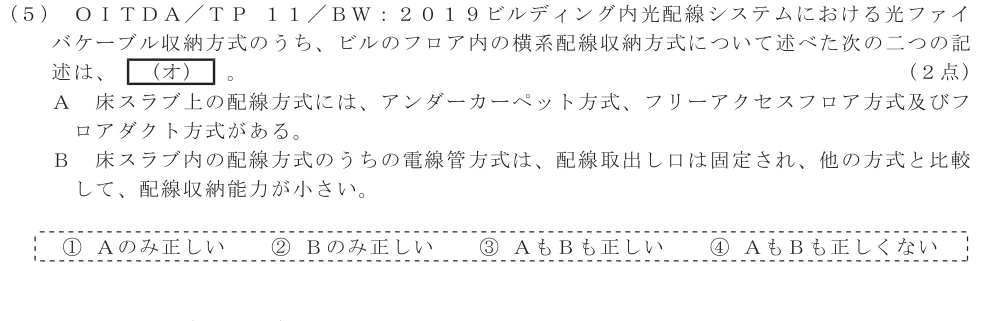 (5) ＯＩＴＤＡ／ＴＰ １１／ＢＷ：２０１９ビルディング内光配線システムにおける光ファイ
バケーブル収納方式のうち、ビルのフロア内の横系配線収納方式について述べた次の二つの記
述は、 (オ) 。 （２点）
Ａ 床スラブ上の配線方式には、アンダーカーペット方式、フリーアクセスフロア方式及びフ
ロアダクト方式がある。
Ｂ 床スラブ内の配線方式のうちの電線管方式は、配線取出し口は固定され、他の方式と比較
して、配線収納能力が小さい。
① Ａのみ正しい ② Ｂのみ正しい ③ ＡもＢも正しい ④ ＡもＢも正しくない